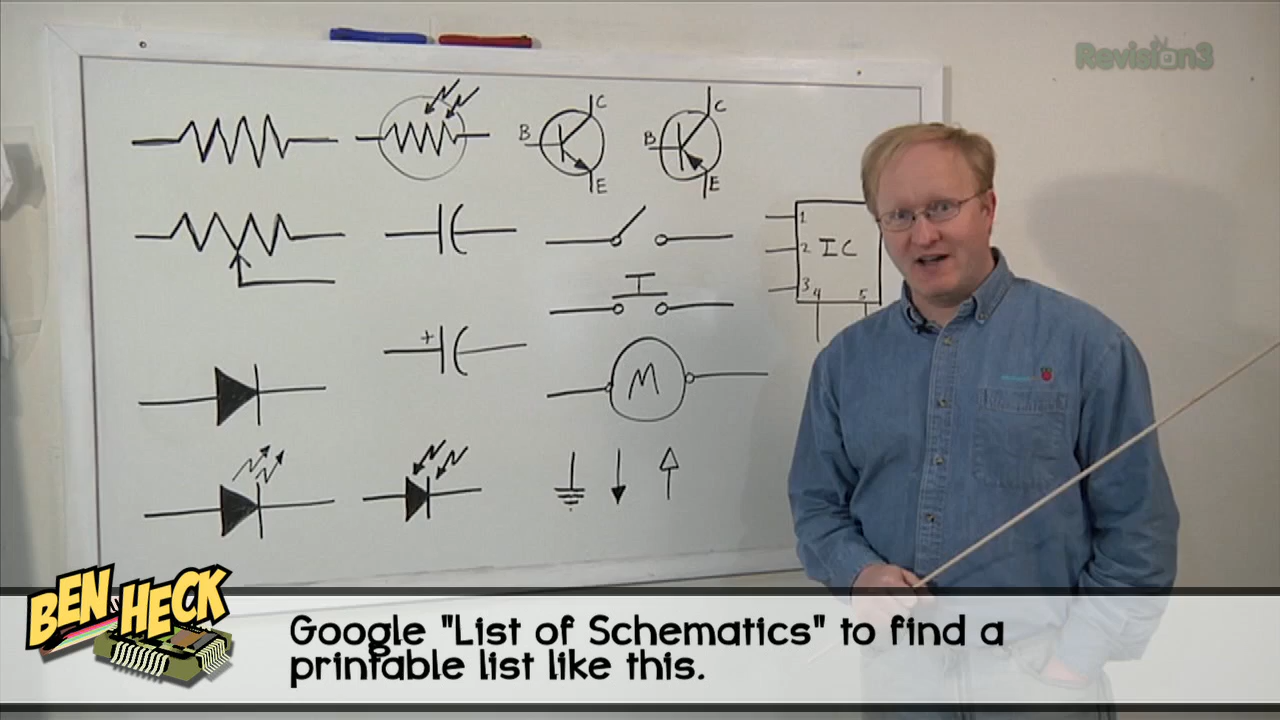 Revision3
C
C
B
B
E
E
1
IC
2
3
4
5
+
M
BEN HECK
Google "List of Schematics" to find a
printable list like this.